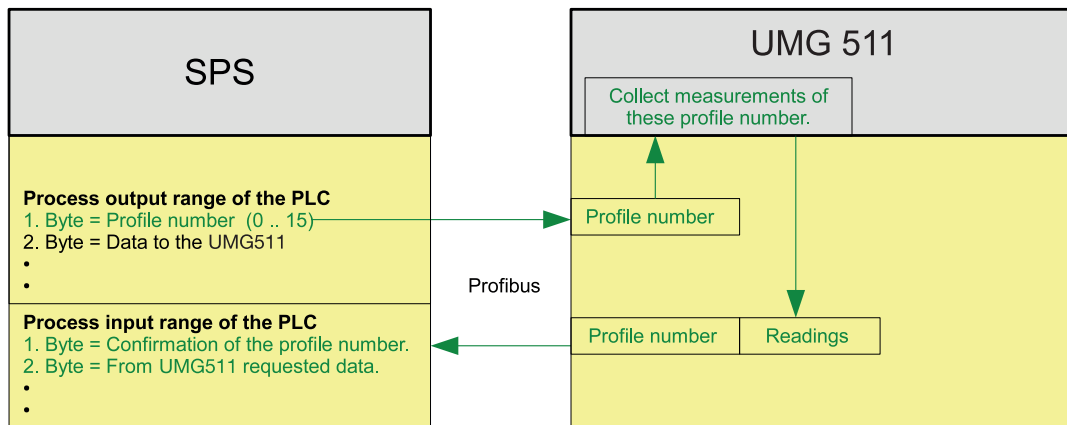 SPS
Process output range of the PLC
1. Byte = Profile number  (0 .. 15)
2. Byte = Data to the UMG511
•
•
Process input range of the PLC
1. Byte = Confirmation of the profile number.
2. Byte = From UMG511 requested data.
•
•
Profibus
UMG 511
Collect measurements of
these profile number.
Profile number
Profile number
Readings